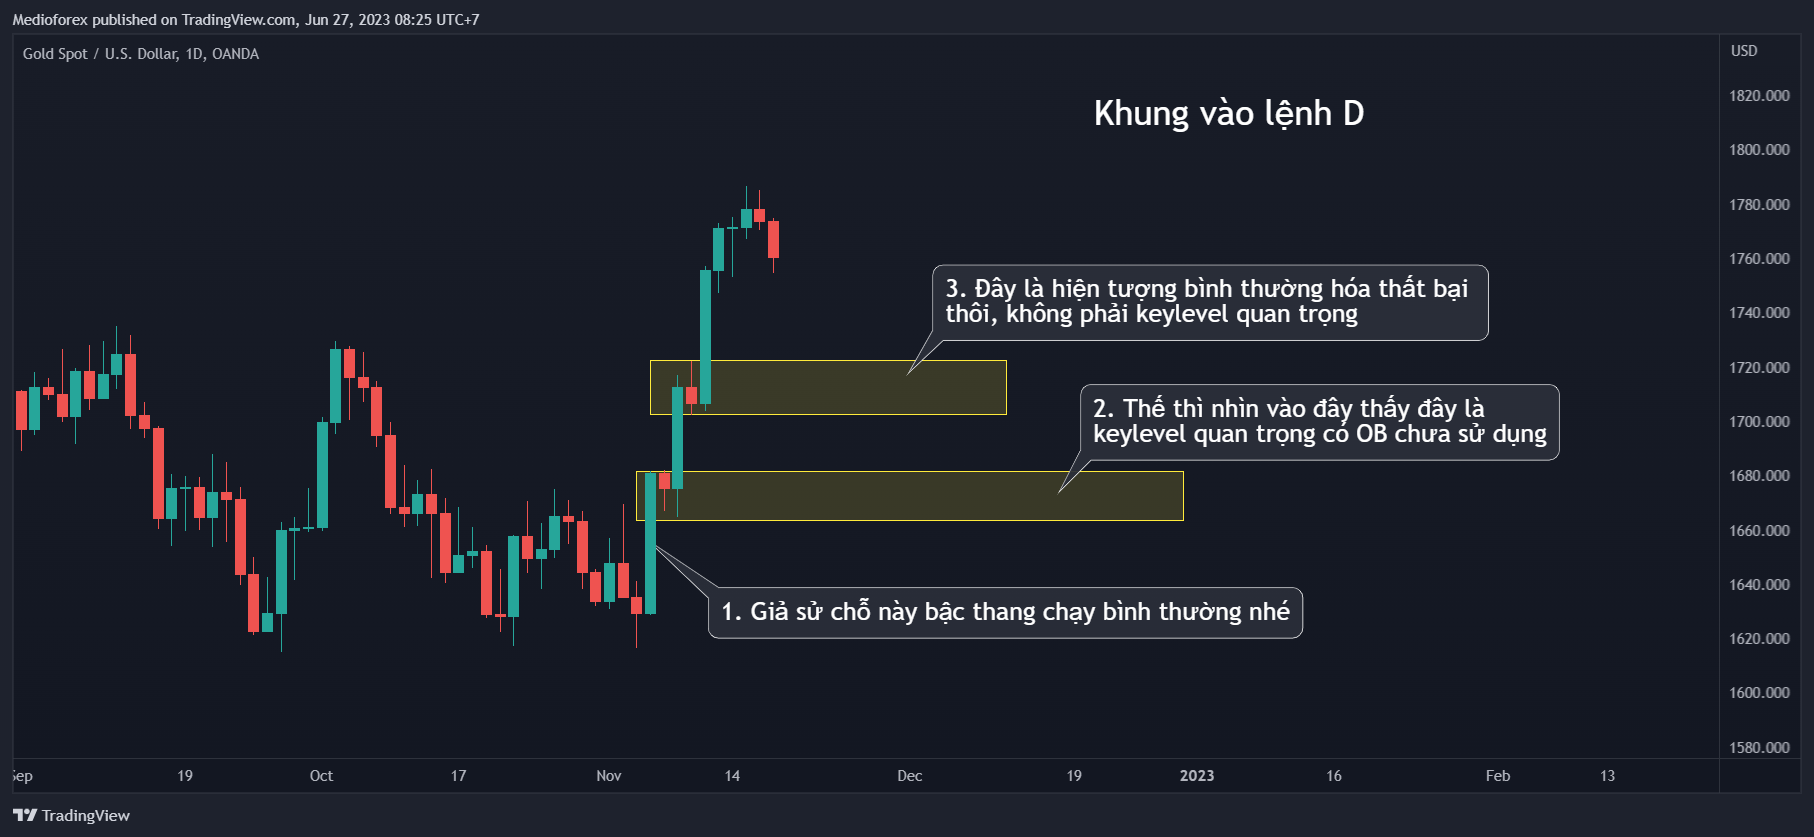 Medioforex published on TradingView.com, Jun 27, 2023 08:25 UTC+7
Gold Spot / U.S. Dollar, 1D, OANDA
USD
Khung vào lệnh D
1820.000
1800.000
1780.000
1760.000
1740.000
1720.000
1700.000
1680.000
1660.000
1640.000
1620.000
1600.000
1580.000
3. Đây là hiện tượng bình thường hóa thất bại
thôi, không phải keylevel quan trọng
2. Thế thì nhìn vào đây thấy đây là
keylevel quan trọng có OB chưa sử dụng
1. Giả sử chỗ này bậc thang chạy bình thường nhé
Sep 19 Oct 17 Nov 14 Dec 19 2023 16 Feb 13
TradingView